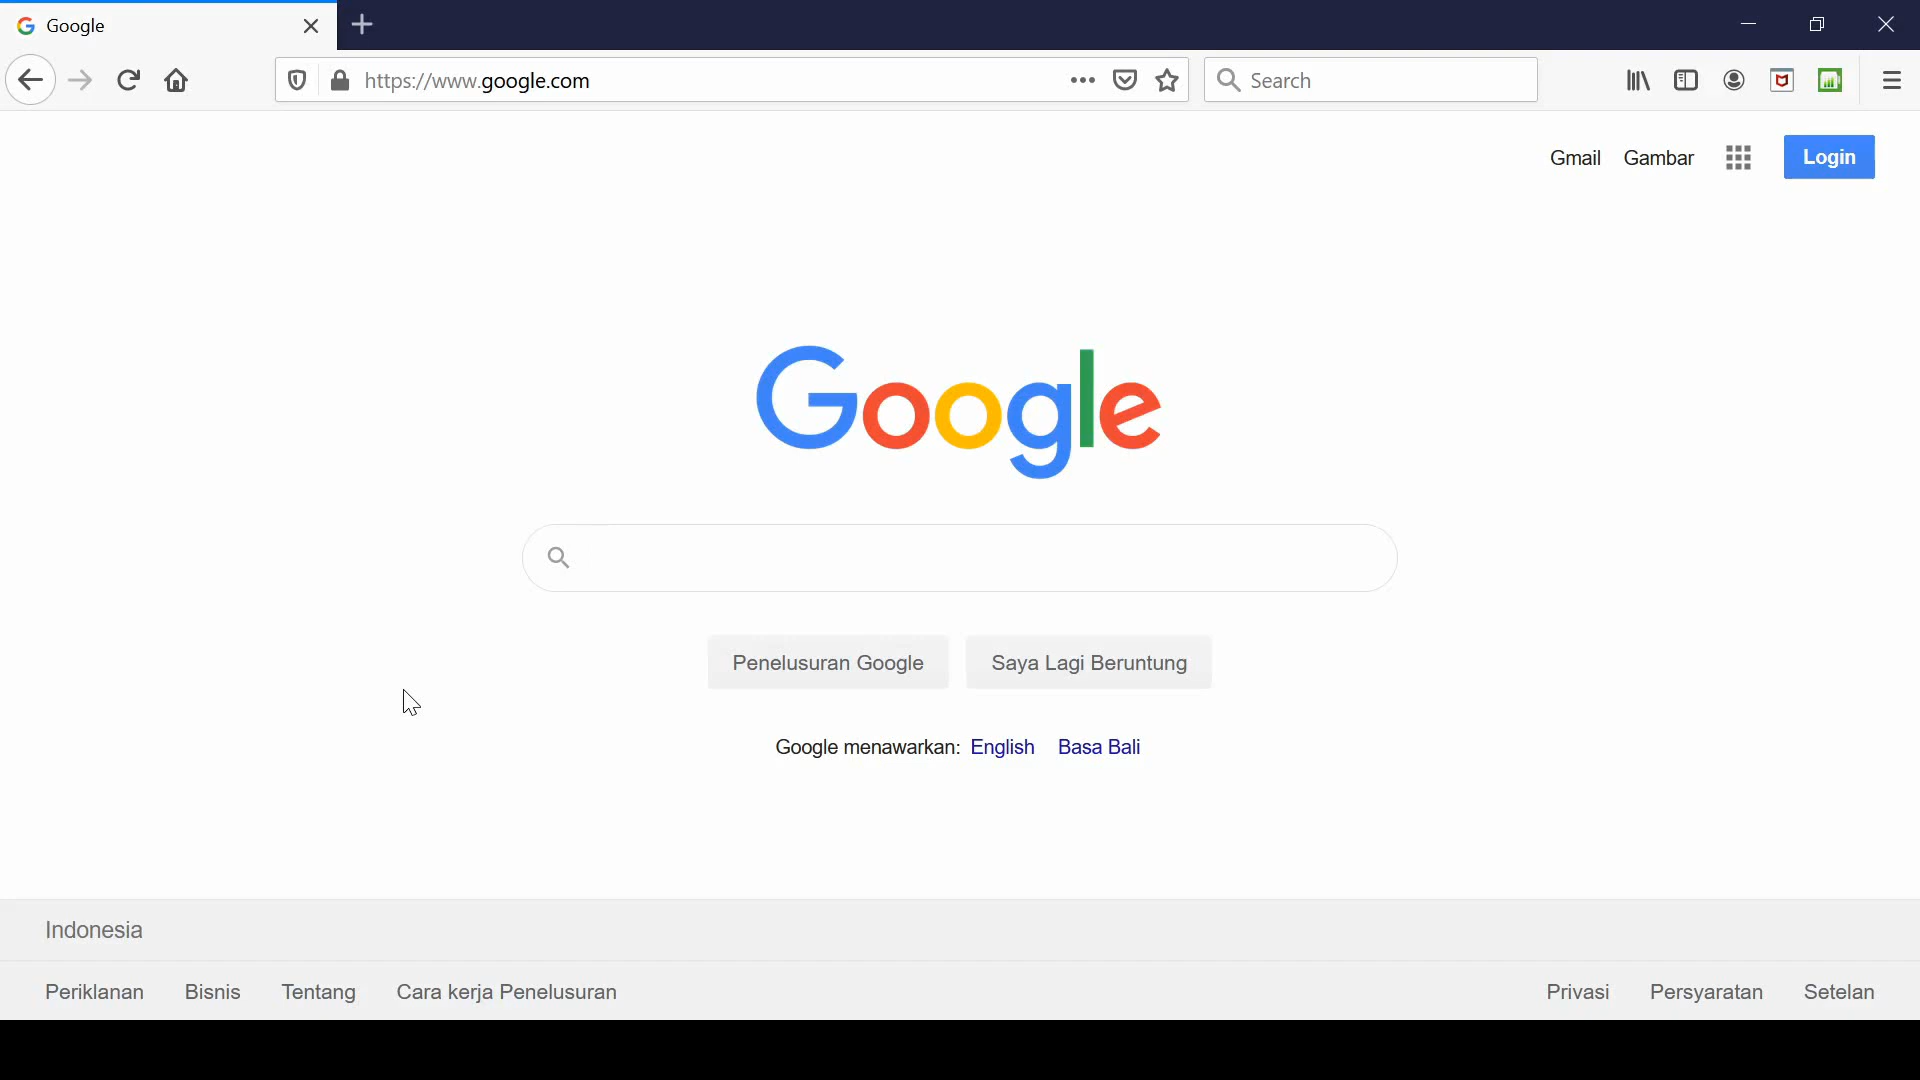 Google
https://www.google.com
Search
Gmail Gambar Login
Google
Penelusuran Google Saya Lagi Beruntung
Google menawarkan: English Basa Bali
Indonesia
Periklanan Bisnis Tentang Cara kerja Penelusuran Privasi Persyaratan Setelan